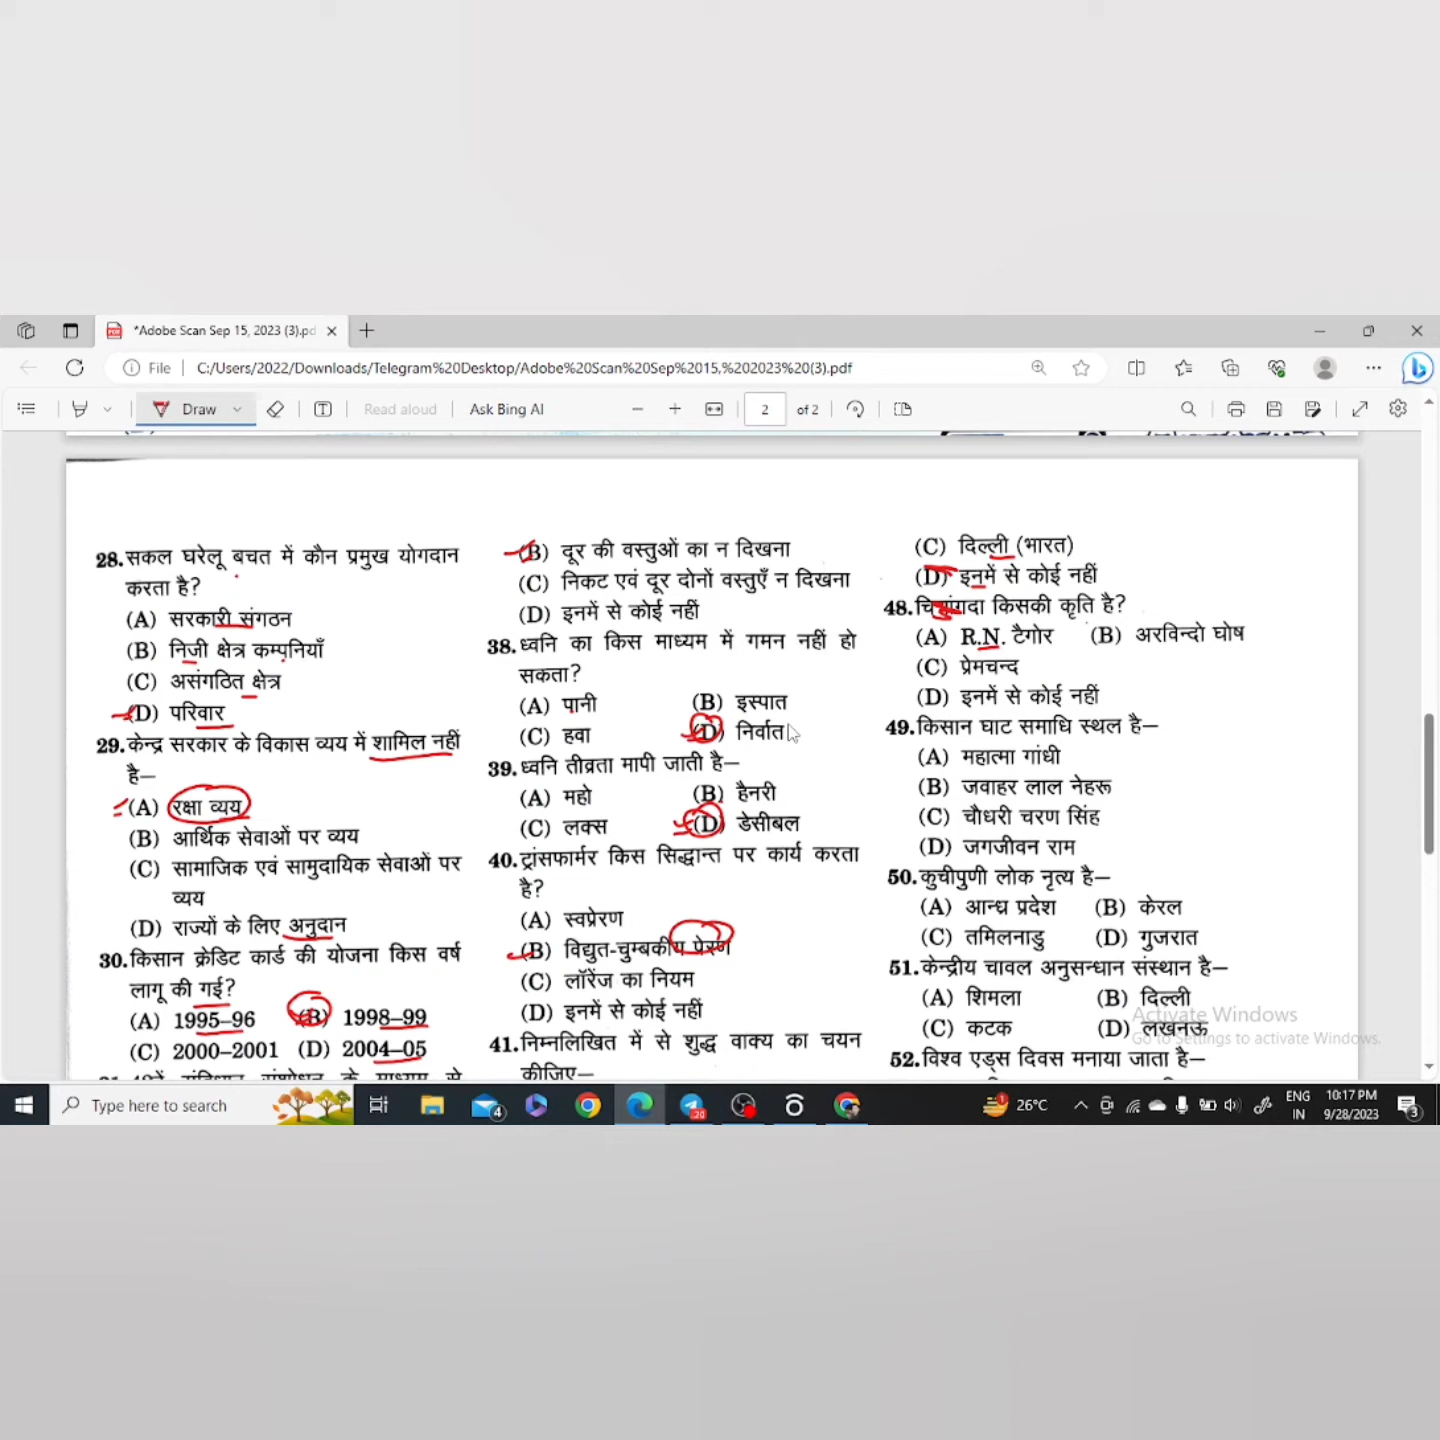 *Adobe Scan Sep 15, 2023 (3).pd
File C:/Users/2022/Downloads/Telegram%20Desktop/Adobe%20Scan%20Sep%2015,%202023%20(3).pdf
Draw Read aloud Ask Bing AI 2 of 2
28. सकल घरेलू बचत में कौन प्रमुख योगदान
करता है?
(A) सरकारी संगठन
(B) निजी क्षेत्र कम्पनियाँ
(C) असंगठित क्षेत्र
(D) परिवार
29. केन्द्र सरकार के विकास व्यय में शामिल नहीं
है—
(A) रक्षा व्यय
(B) आर्थिक सेवाओं पर व्यय
(C) सामाजिक एवं सामुदायिक सेवाओं पर
व्यय
(D) राज्यों के लिए अनुदान
30. किसान क्रेडिट कार्ड की योजना किस वर्ष
लागू की गई?
(A) 1995–96 (B) 1998–99
(C) 2000–2001 (D) 2004–05
(B) दूर की वस्तुओं का न दिखना
(C) निकट एवं दूर दोनों वस्तुएँ न दिखना
(D) इनमें से कोई नहीं
38. ध्वनि का किस माध्यम में गमन नहीं हो
सकता?
(A) पानी (B) इस्पात
(C) हवा (D) निर्वात
39. ध्वनि तीव्रता मापी जाती है—
(A) म्हो (B) हैनरी
(C) लक्स (D) डेसीबल
40. ट्रांसफार्मर किस सिद्धान्त पर कार्य करता
है?
(A) स्वप्रेरण
(B) विद्युत-चुम्बकीय प्रेरण
(C) लॉरेंज का नियम
(D) इनमें से कोई नहीं
41. निम्नलिखित में से शुद्ध वाक्य का चयन
कीजिए—
(C) दिल्ली (भारत)
(D) इनमें से कोई नहीं
48. किसकी कृति है?
(A) R.N. टैगोर (B) अरविन्दो घोष
(C) प्रेमचन्द
(D) इनमें से कोई नहीं
49. किसान घाट समाधि स्थल है—
(A) महात्मा गांधी
(B) जवाहर लाल नेहरू
(C) चौधरी चरण सिंह
(D) जगजीवन राम
50. कुचीपुणी लोक नृत्य है—
(A) आन्ध्र प्रदेश (B) केरल
(C) तमिलनाडु (D) गुजरात
51. केन्द्रीय चावल अनुसन्धान संस्थान है—
(A) शिमला (B) दिल्ली
(C) कटक (D) लखनऊ
52. विश्व एड्स दिवस मनाया जाता है—
Activate Windows
Go to Settings to activate Windows.
Type here to search 4 20 26°C ENG 10:17 PM
IN 9/28/2023 3